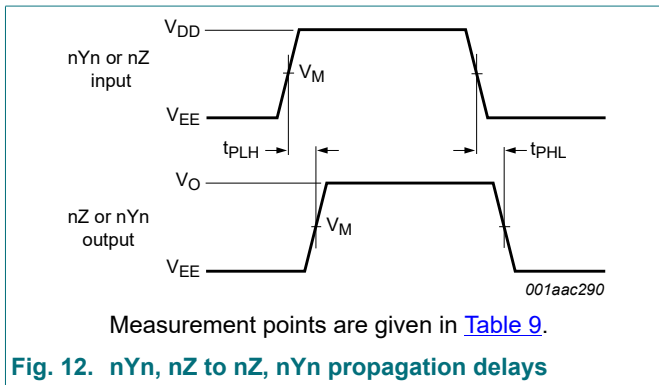 VDD
nYn or nZ
input
VM
VEE
tPLH
tPHL
VO
nZ or nYn
output
VM
VEE
001aac290
Measurement points are given in Table 9.
Fig. 12. nYn, nZ to nZ, nYn propagation delays